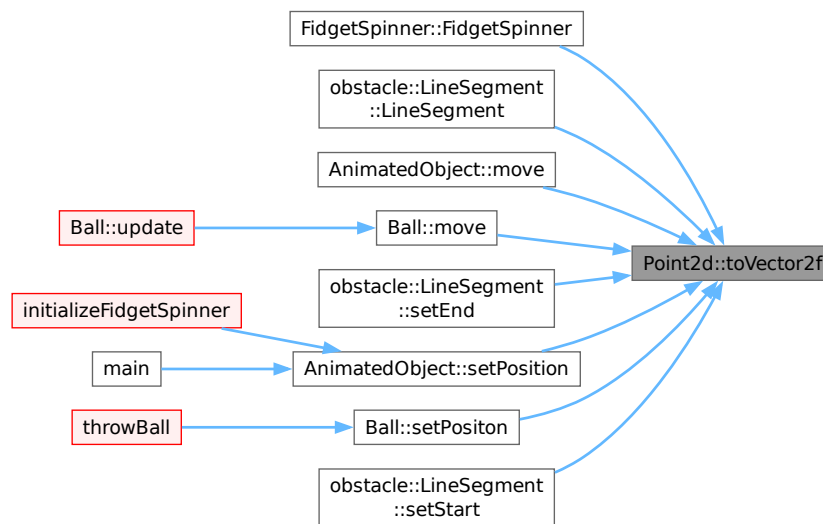 FidgetSpinner::FidgetSpinner
obstacle::LineSegment
::LineSegment
AnimatedObject::move
Ball::update
Ball::move
Point2d::toVector2f
obstacle::LineSegment
::setEnd
initializeFidgetSpinner
main
AnimatedObject::setPosition
throwBall
Ball::setPositon
obstacle::LineSegment
::setStart